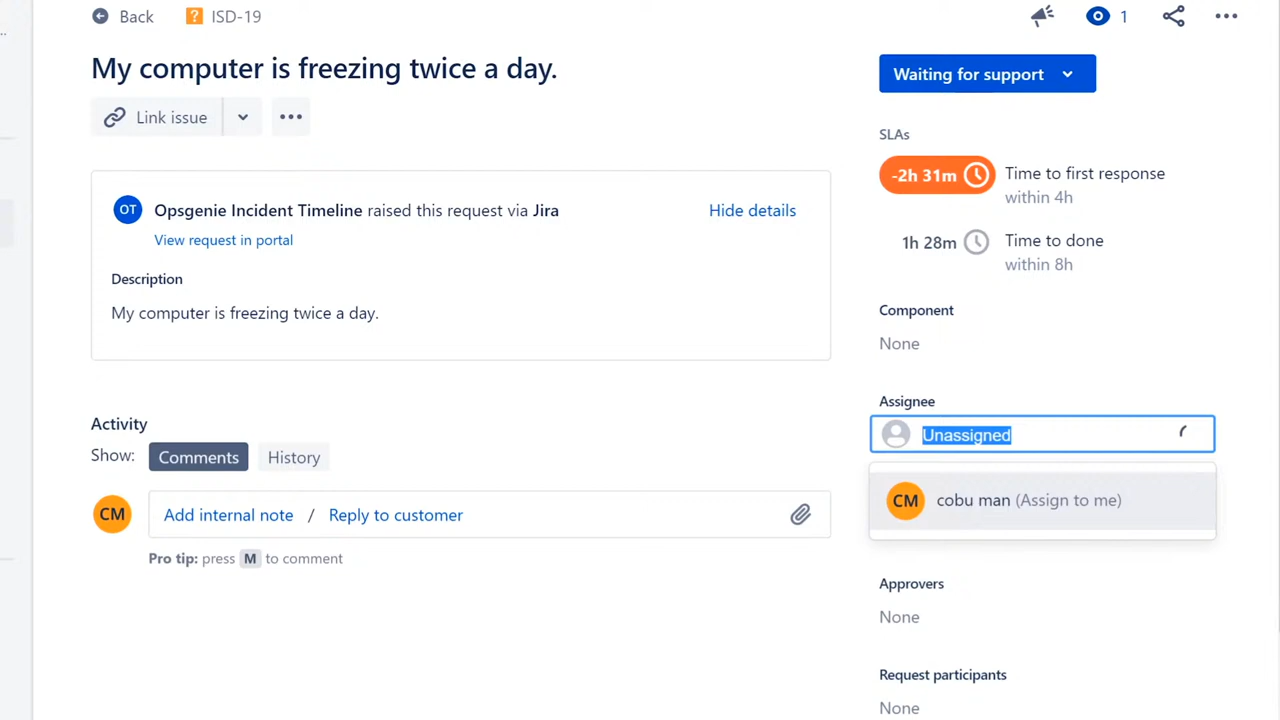 Back
ISD-19
1
My computer is freezing twice a day.
Link issue
OT
Opsgenie Incident Timeline raised this request via Jira
Hide details
View request in portal
Description
My computer is freezing twice a day.
Activity
Show: Comments History
CM
Add internal note / Reply to customer
Pro tip: press M to comment
Waiting for support
SLAs
-2h 31m Time to first response
within 4h
1h 28m Time to done
within 8h
Component
None
Assignee
Unassigned
CM cobu man (Assign to me)
Approvers
None
Request participants
None